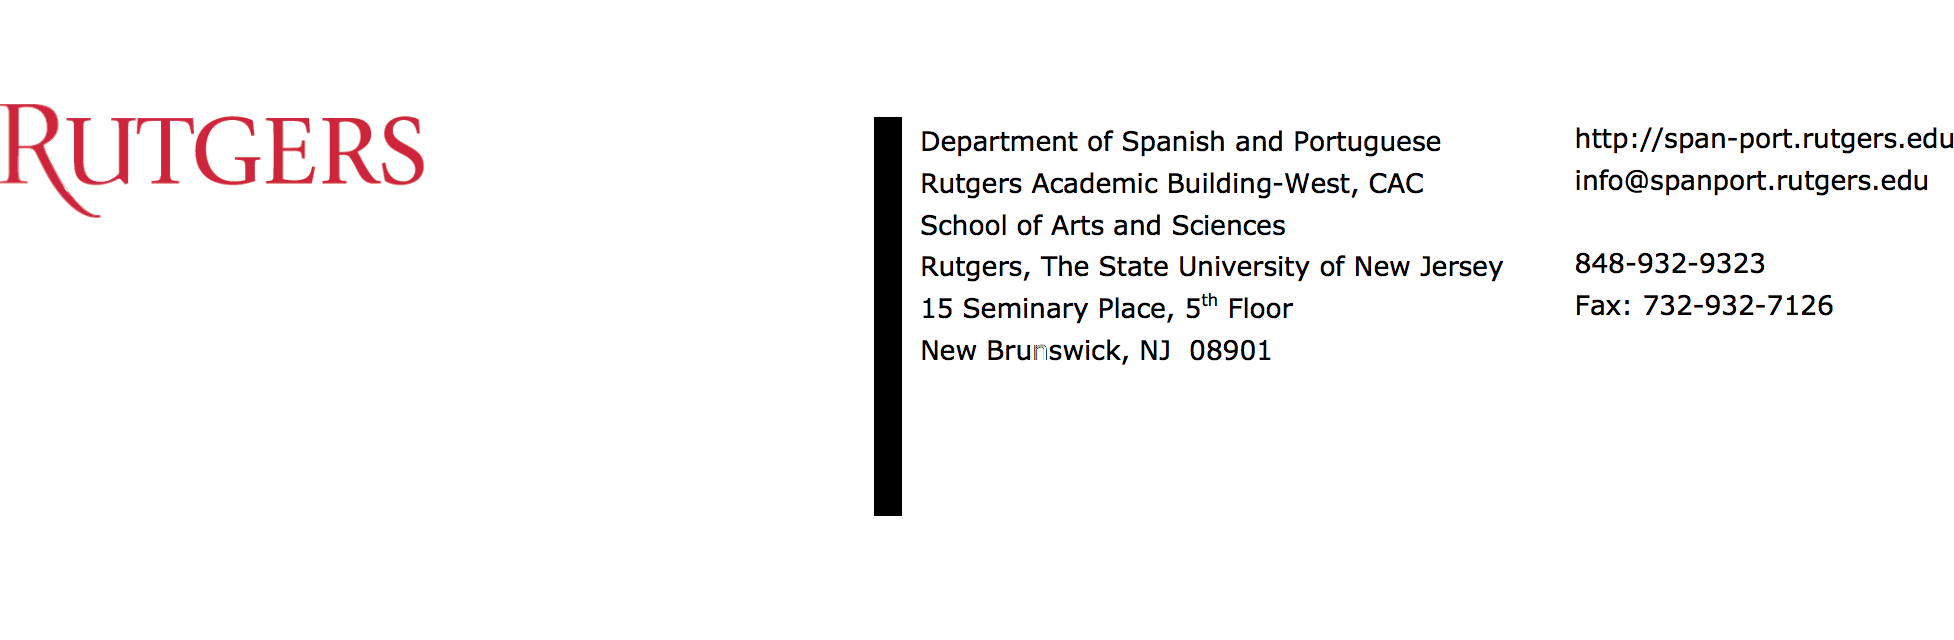 RUTGERS
Department of Spanish and Portuguese
Rutgers Academic Building-West, CAC
School of Arts and Sciences
Rutgers, The State University of New Jersey
15 Seminary Place, 5th Floor
New Brunswick, NJ  08901
http://span-port.rutgers.edu
info@spanport.rutgers.edu
848-932-9323
Fax: 732-932-7126